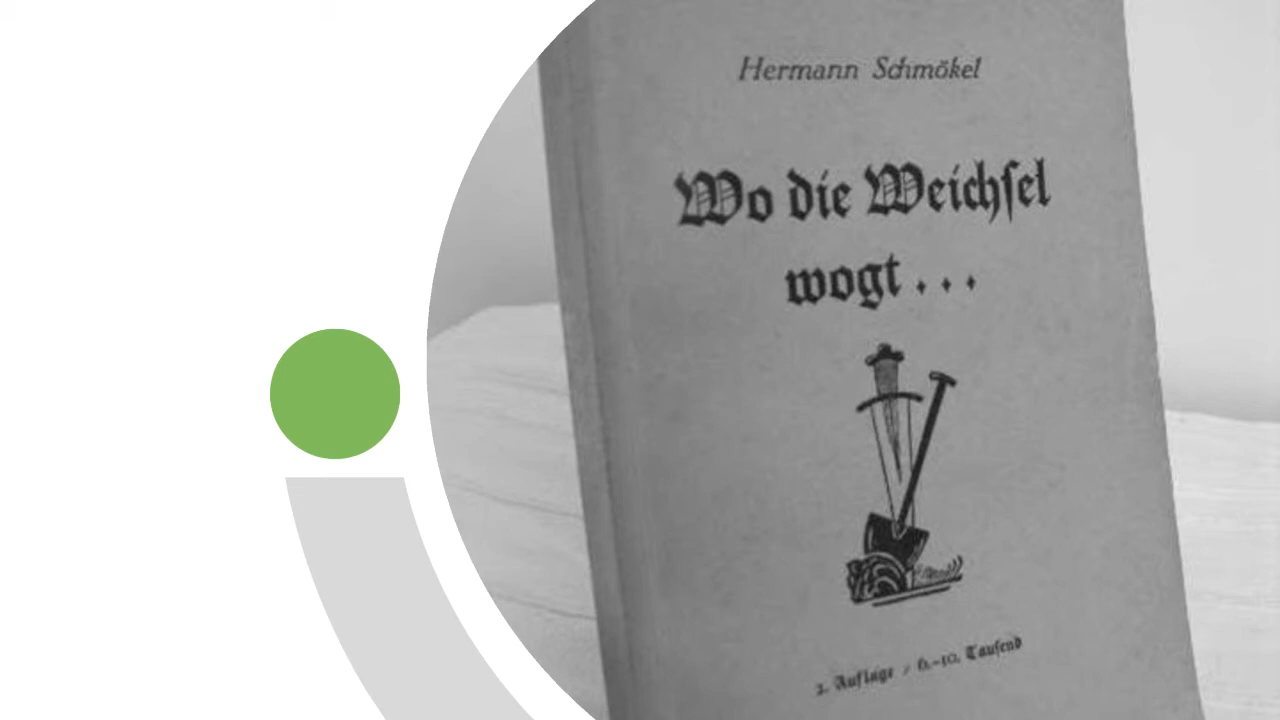 Hermann Schmökel
Wo die Weichſel
wogt...
2. Auflage / 6.-10. Tauſend